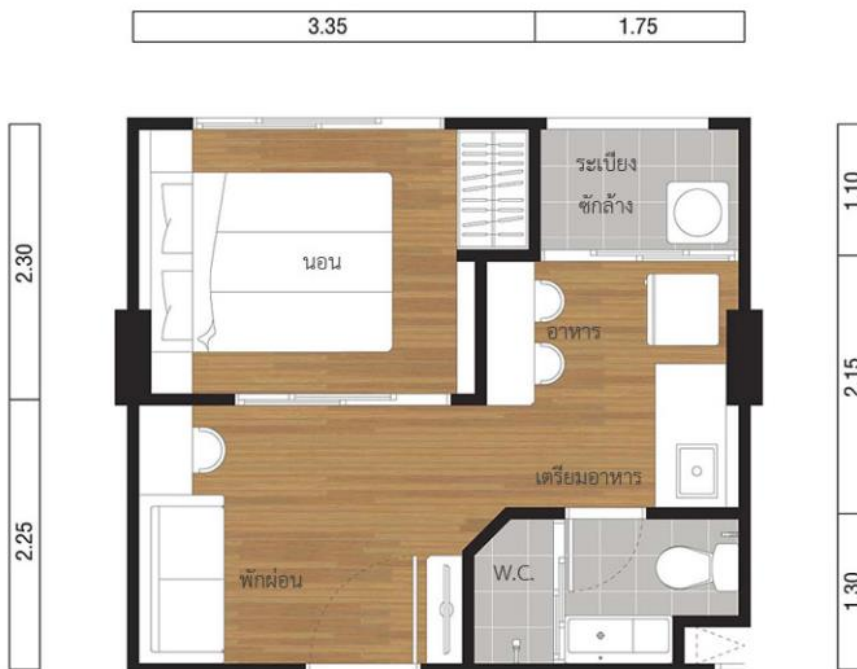 3.35
1.75
2.30
2.25
1.10
2.15
1.30
ระเบียง
ซักล้าง
นอน
อาหาร
เตรียมอาหาร
พักผ่อน
W.C.